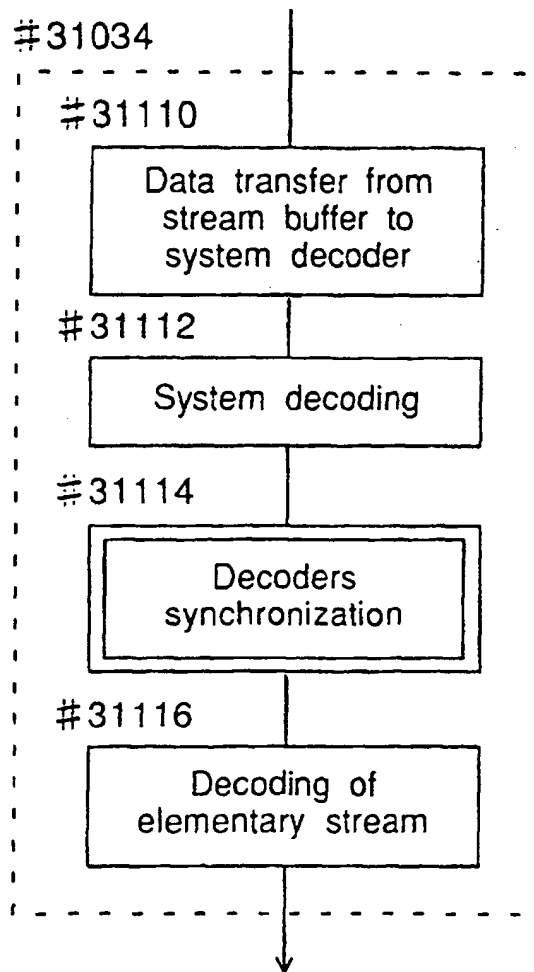 #31034
#31110
Data transfer from
stream buffer to
system decoder
#31112
System decoding
#31114
Decoders
synchronization
#31116
Decoding of
elementary stream